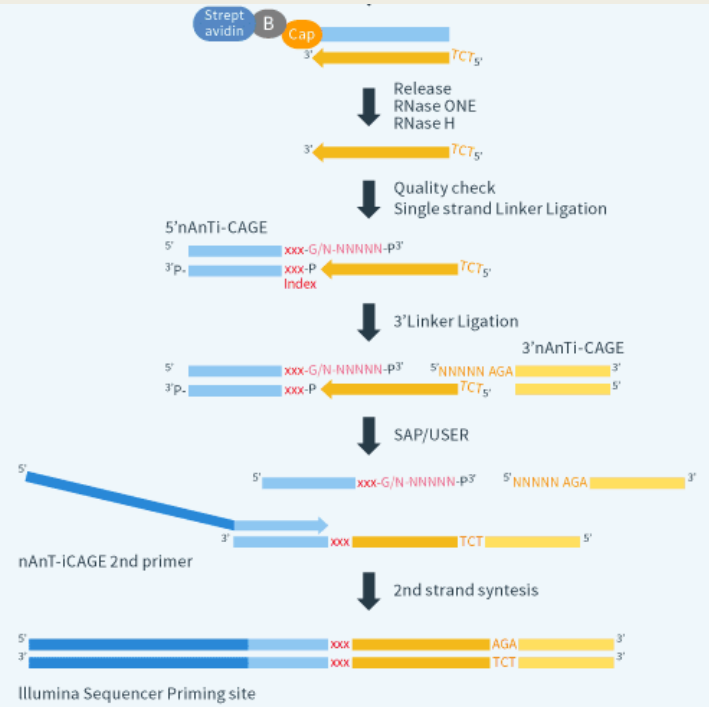 Strept
avidin
B
Cap
3'
TCT5'
Release
RNase ONE
RNase H
3'
TCT5'
Quality check
Single strand Linker Ligation
5'nAnTi-CAGE
5' xxx-G/N-NNNNN-P3'
3'P- xxx-P TCT5'
Index
3'Linker Ligation
3'nAnTi-CAGE
5' xxx-G/N-NNNNN-P3' 5'NNNNN AGA 3'
3'P- xxx-P TCT5' 5'
SAP/USER
5'
5' xxx-G/N-NNNNN-P3' 5'NNNNN AGA 3'
3' xxx TCT 5'
nAnT-iCAGE 2nd primer
2nd strand syntesis
5' xxx AGA 3'
3' xxx TCT 3'
Illumina Sequencer Priming site